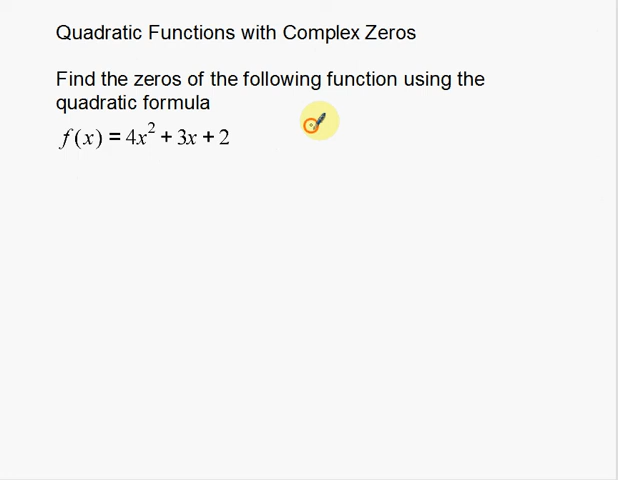 Quadratic Functions with Complex Zeros
Find the zeros of the following function using the
quadratic formula
f(x) = 4x² + 3x + 2